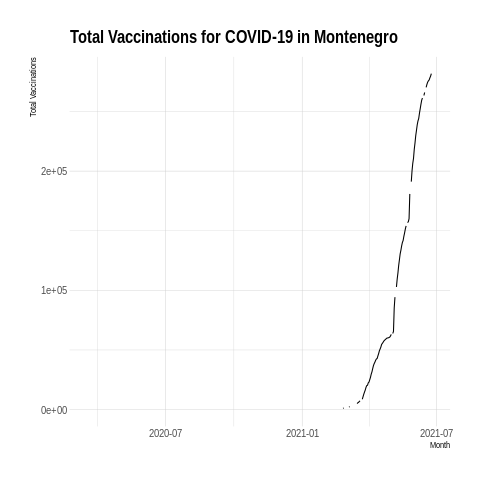 Total Vaccinations for COVID-19 in Montenegro
Total Vaccinations
2e+05
1e+05
0e+00
2020-07 2021-01 2021-07
Month